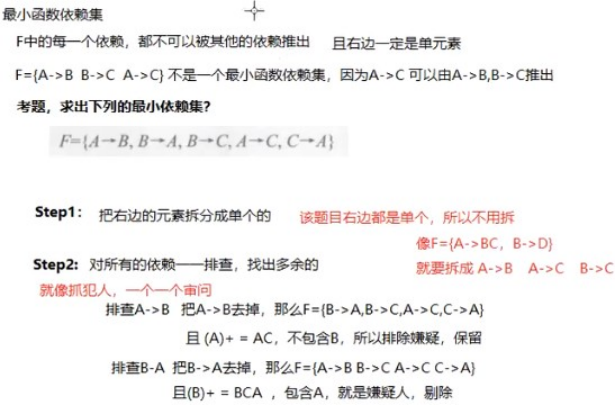 最小函数依赖集
F中的每一个依赖，都不可以被其他的依赖推出 且右边一定是单元素
F={A->B B->C A->C} 不是一个最小函数依赖集，因为A->C 可以由A->B,B->C推出
考题，求出下列的最小依赖集？
F={A→B, B→A, B→C, A→C, C→A}
Step1： 把右边的元素拆分成单个的 该题目右边都是单个，所以不用拆
像F={A->BC，B->D}
Step2: 对所有的依赖——排查，找出多余的 就要拆成 A->B A->C B->C
就像抓犯人，一个一个审问
排查A->B 把A->B去掉，那么F={B->A,B->C,A->C,C->A}
且 (A)+ = AC，不包含B，所以排除嫌疑，保留
排查B-A 把B->A去掉，那么F={A->B B->C A->C C->A}
且(B)+ = BCA ，包含A，就是嫌疑人，剔除